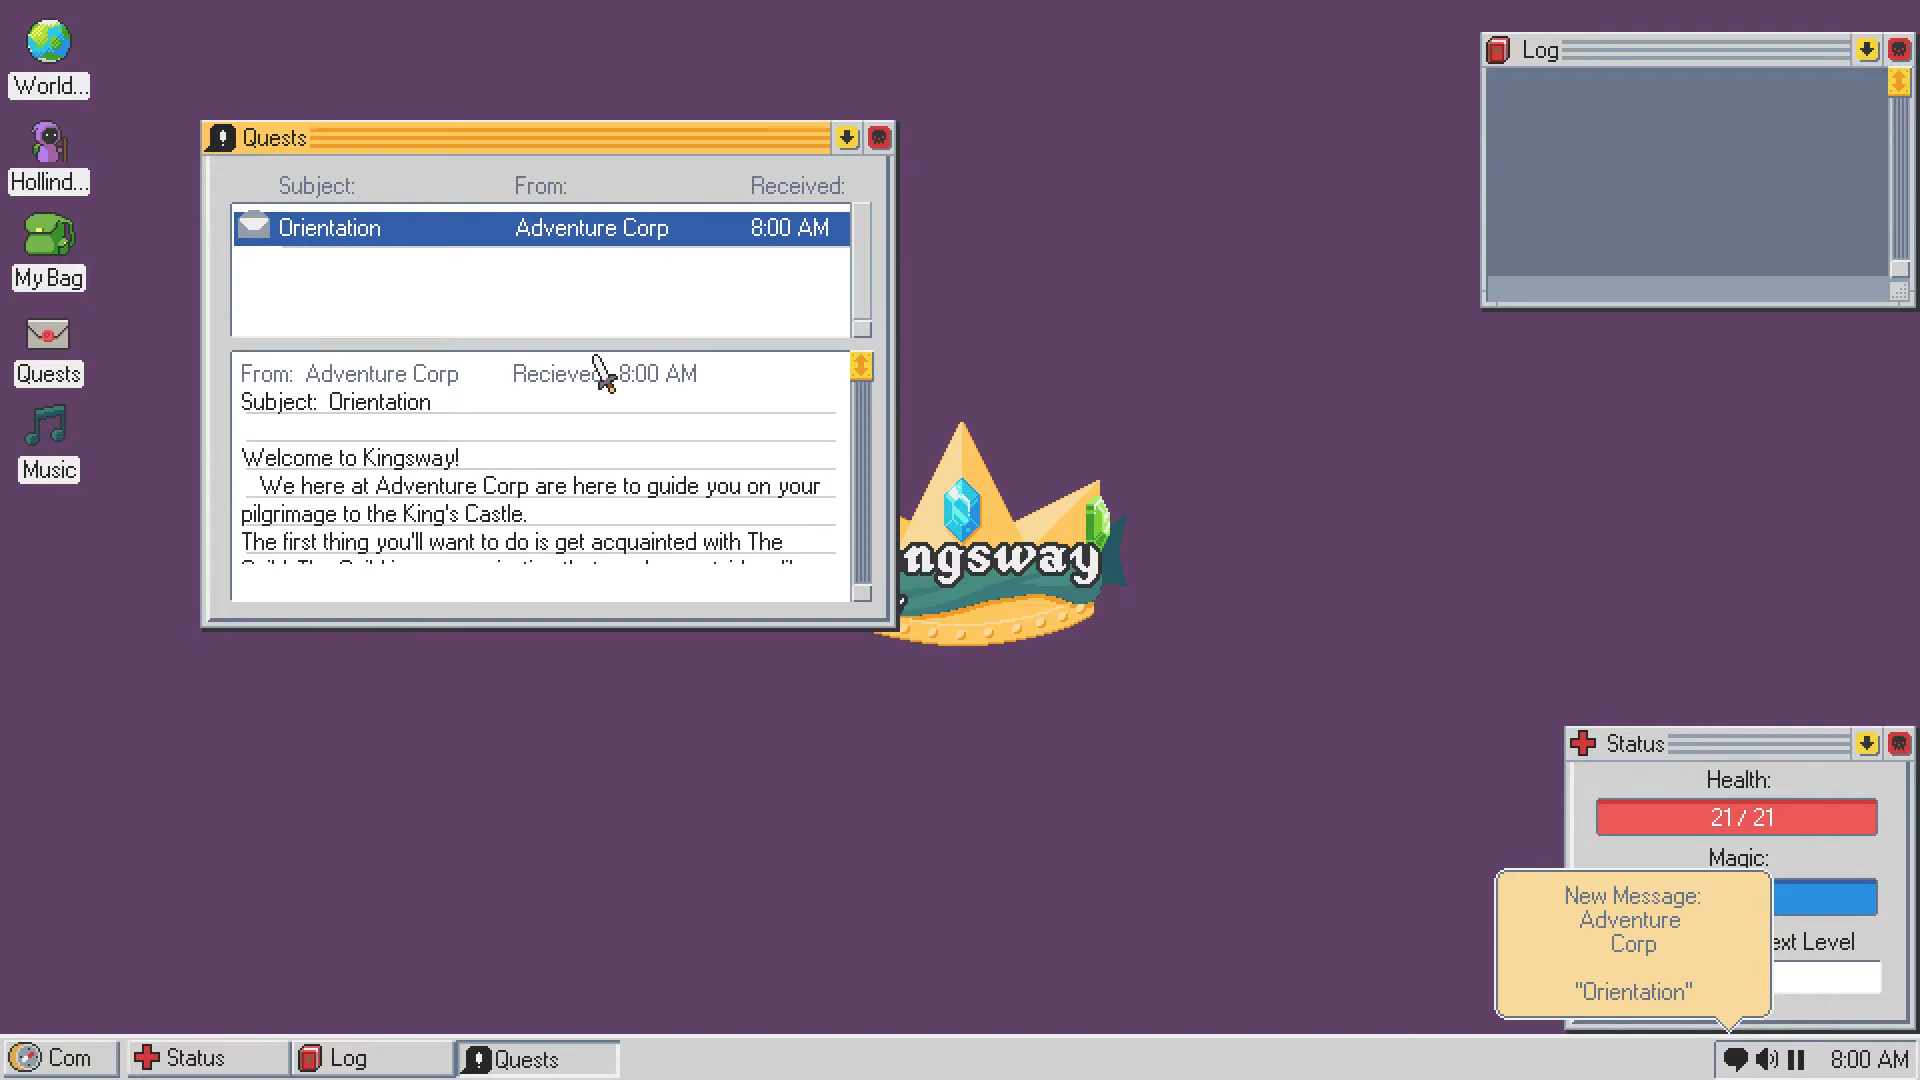 World...
Hollind...
My Bag
Quests
Music
Quests
Subject: From: Received:
Orientation Adventure Corp 8:00 AM
From: Adventure Corp Recieved 8:00 AM
Subject: Orientation
Welcome to Kingsway!
We here at Adventure Corp are here to guide you on your
pilgrimage to the King's Castle.
The first thing you'll want to do is get acquainted with The
ngsway
Log
Status
Health:
21 / 21
Magic:
ext Level
New Message:
Adventure
Corp
"Orientation"
Com
Status
Log
Quests
8:00 AM